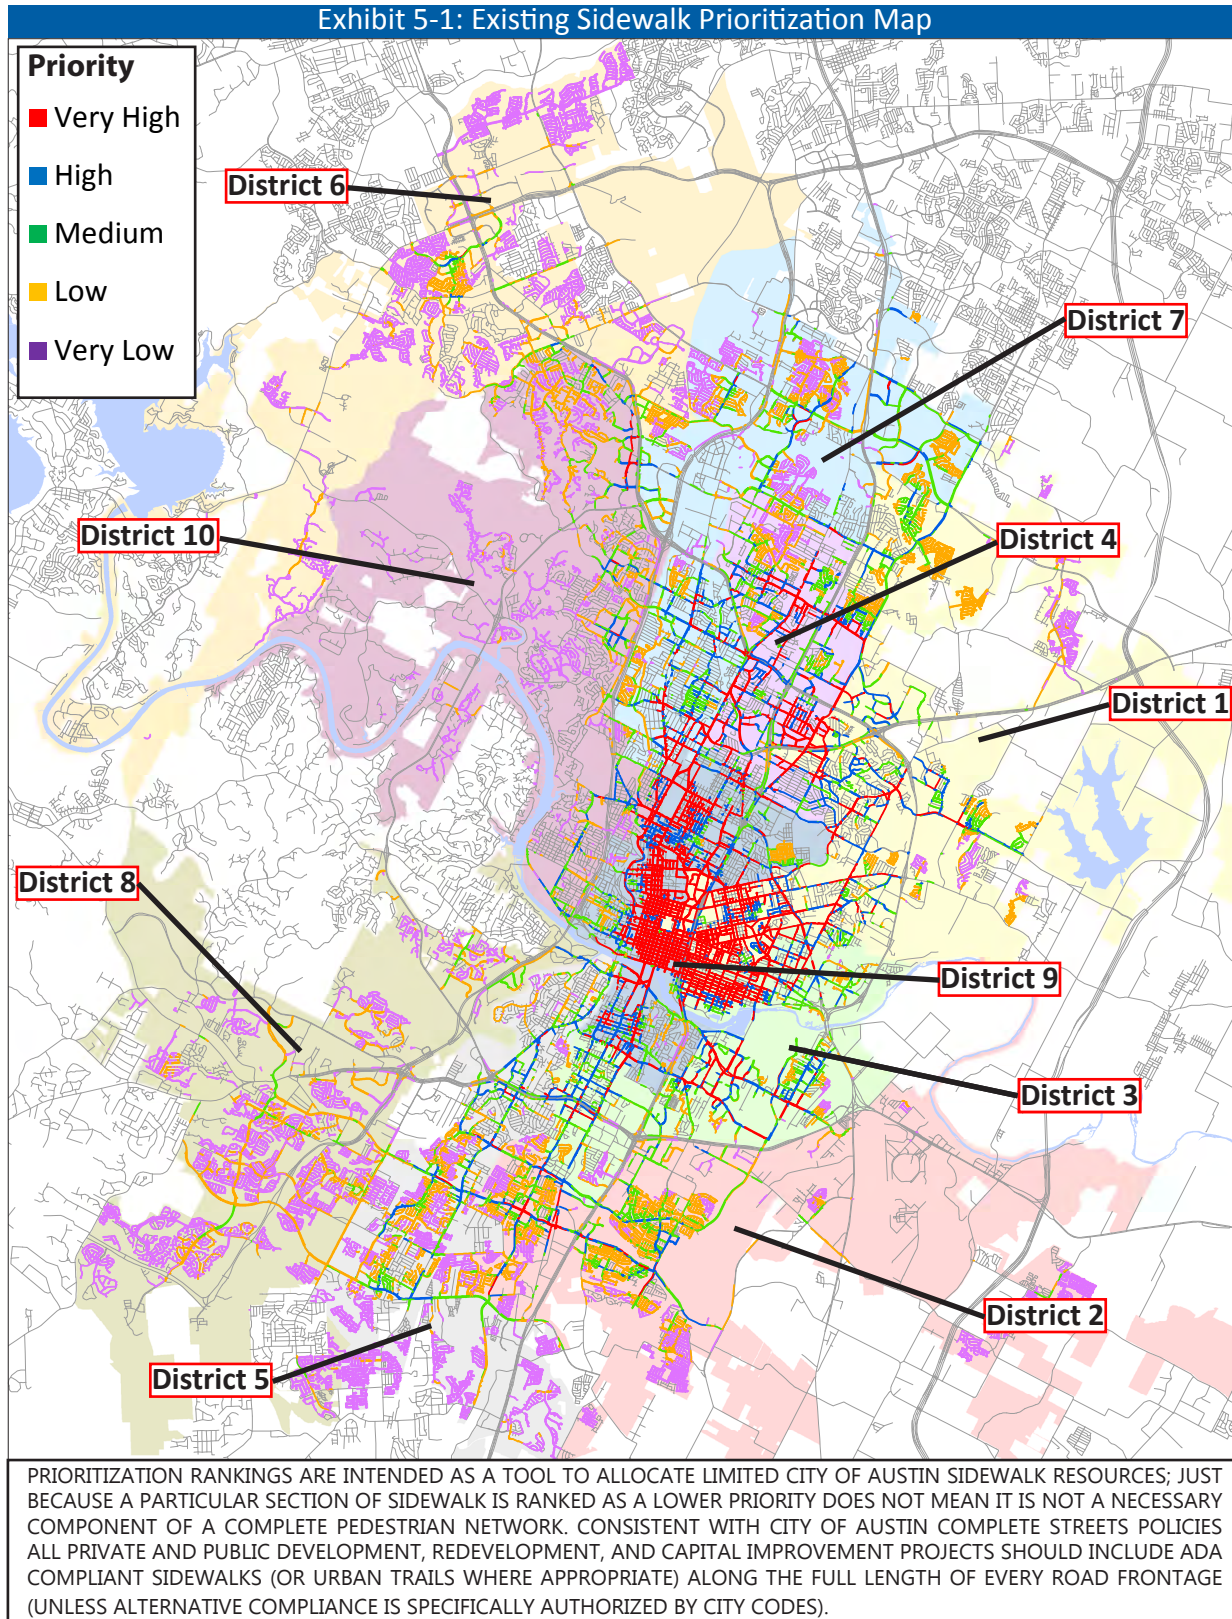 Exhibit 5-1: Existing Sidewalk Prioritization Map
Priority
Very High
High
Medium
Low
Very Low
District 6
District 7
District 10
District 4
District 1
District 8
District 9
District 3
District 2
District 5
PRIORITIZATION RANKINGS ARE INTENDED AS A TOOL TO ALLOCATE LIMITED CITY OF AUSTIN SIDEWALK RESOURCES; JUST
BECAUSE A PARTICULAR SECTION OF SIDEWALK IS RANKED AS A LOWER PRIORITY DOES NOT MEAN IT IS NOT A NECESSARY
COMPONENT OF A COMPLETE PEDESTRIAN NETWORK. CONSISTENT WITH CITY OF AUSTIN COMPLETE STREETS POLICIES
ALL PRIVATE AND PUBLIC DEVELOPMENT, REDEVELOPMENT, AND CAPITAL IMPROVEMENT PROJECTS SHOULD INCLUDE ADA
COMPLIANT SIDEWALKS (OR URBAN TRAILS WHERE APPROPRIATE) ALONG THE FULL LENGTH OF EVERY ROAD FRONTAGE
(UNLESS ALTERNATIVE COMPLIANCE IS SPECIFICALLY AUTHORIZED BY CITY CODES).